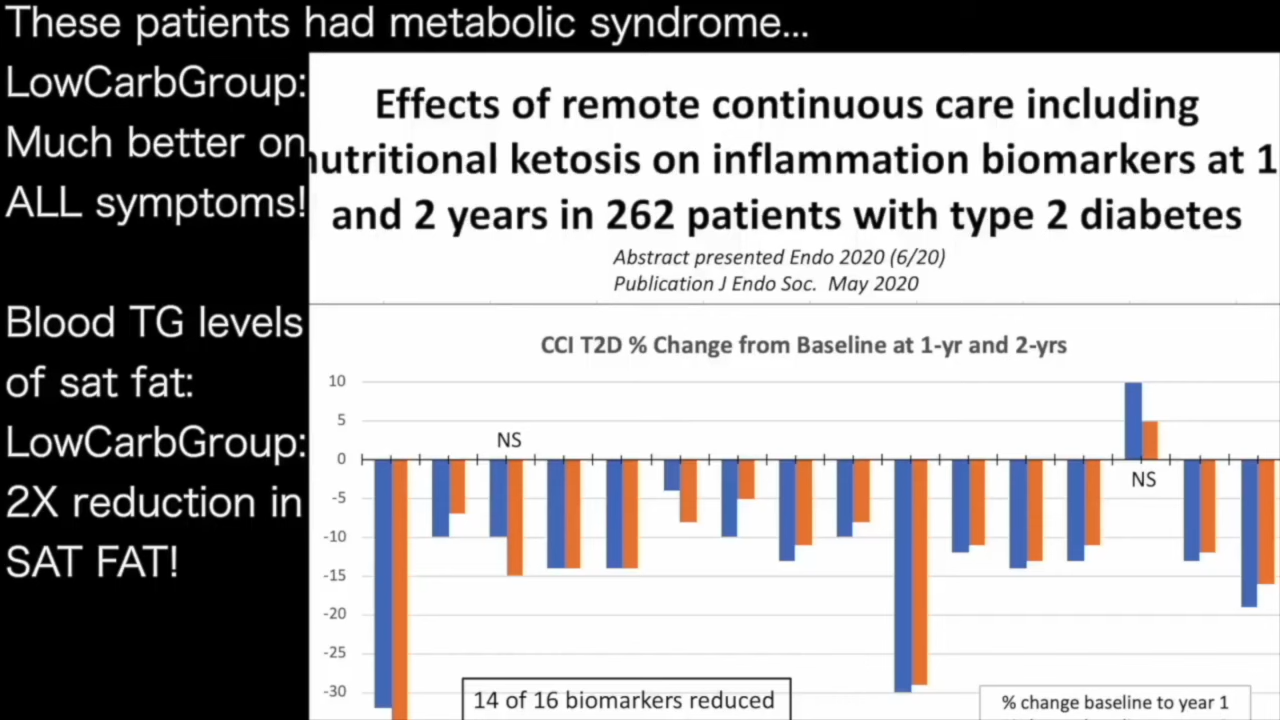 These patients had metabolic syndrome...
LowCarbGroup:
Much better on
ALL symptoms!
Blood TG levels
of sat fat:
LowCarbGroup:
2X reduction in
SAT FAT!
Effects of remote continuous care including
nutritional ketosis on inflammation biomarkers at 1
and 2 years in 262 patients with type 2 diabetes
Abstract presented Endo 2020 (6/20)
Publication J Endo Soc. May 2020
CCI T2D % Change from Baseline at 1-yr and 2-yrs
10
5
0
-5
-10
-15
-20
-25
-30
NS
NS
14 of 16 biomarkers reduced
% change baseline to year 1